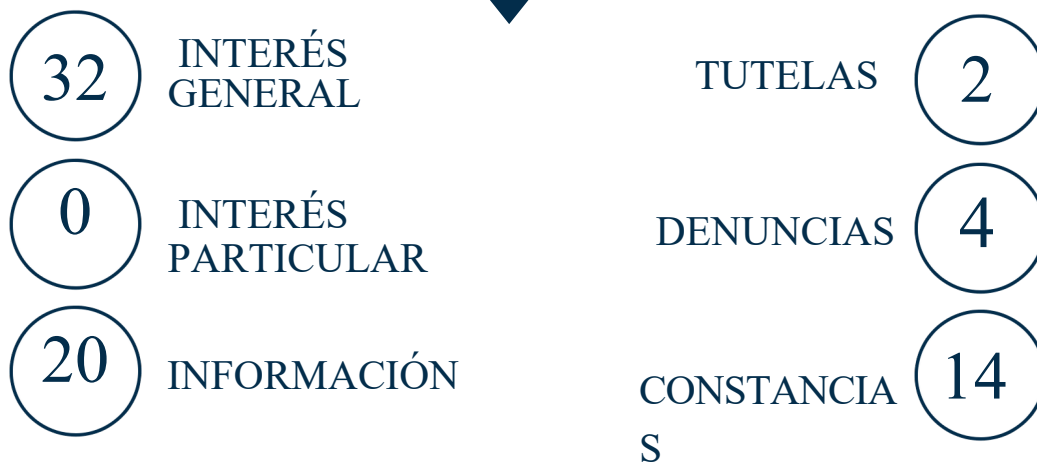 32
INTERÉS
GENERAL
0
INTERÉS
PARTICULAR
20
INFORMACIÓN
TUTELAS
2
DENUNCIAS
4
CONSTANCIA
S
14